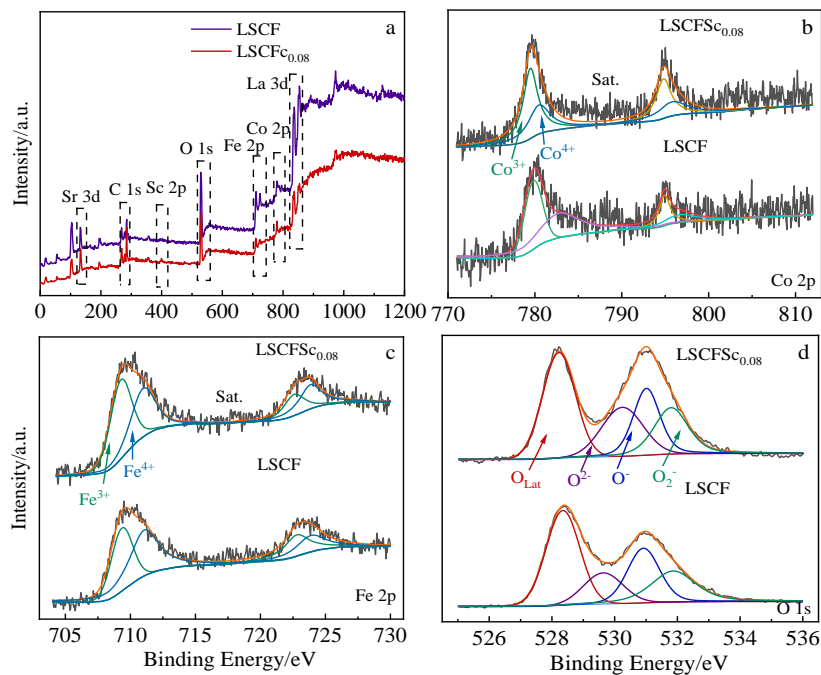 LSCF
LSCFc0.08
a
La 3d
Co 2p
Fe 2p
O 1s
Sc 2p
C 1s
Sr 3d
Intensity/a.u.
0 200 400 600 800 1000 1200
b
LSCFSc0.08
Sat.
Co3+
Co4+
LSCF
Co 2p
770 780 790 800 810
c
LSCFSc0.08
Sat.
Fe3+
Fe4+
LSCF
Fe 2p
Intensity/a.u.
705 710 715 720 725 730
Binding Energy/eV
d
LSCFSc0.08
OLat
O2-
O-
O2-
LSCF
O 1s
526 528 530 532 534 536
Binding Energy/eV